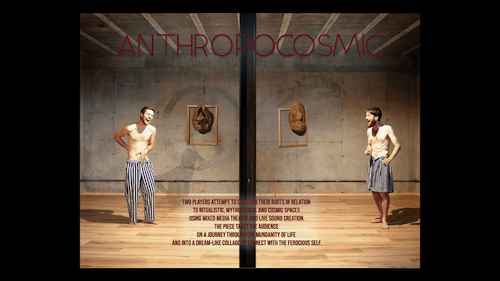 ANTHROPOCOSMIC
TWO PLAYERS ATTEMPT TO THEIR ROOTS IN RELATION
TO RITUALISTIC, AND COSMIC SPACES
USING MIXED MEDIA THEATRE AND LIVE SOUND CREATION.
THE PIECE TAKES THE AUDIENCE
ON A JOURNEY THROUGH THE MUNDANITY OF LIFE
AND INTO A DREAM-LIKE COLLAGE TO CONNECT WITH THE FEROCIOUS SELF.